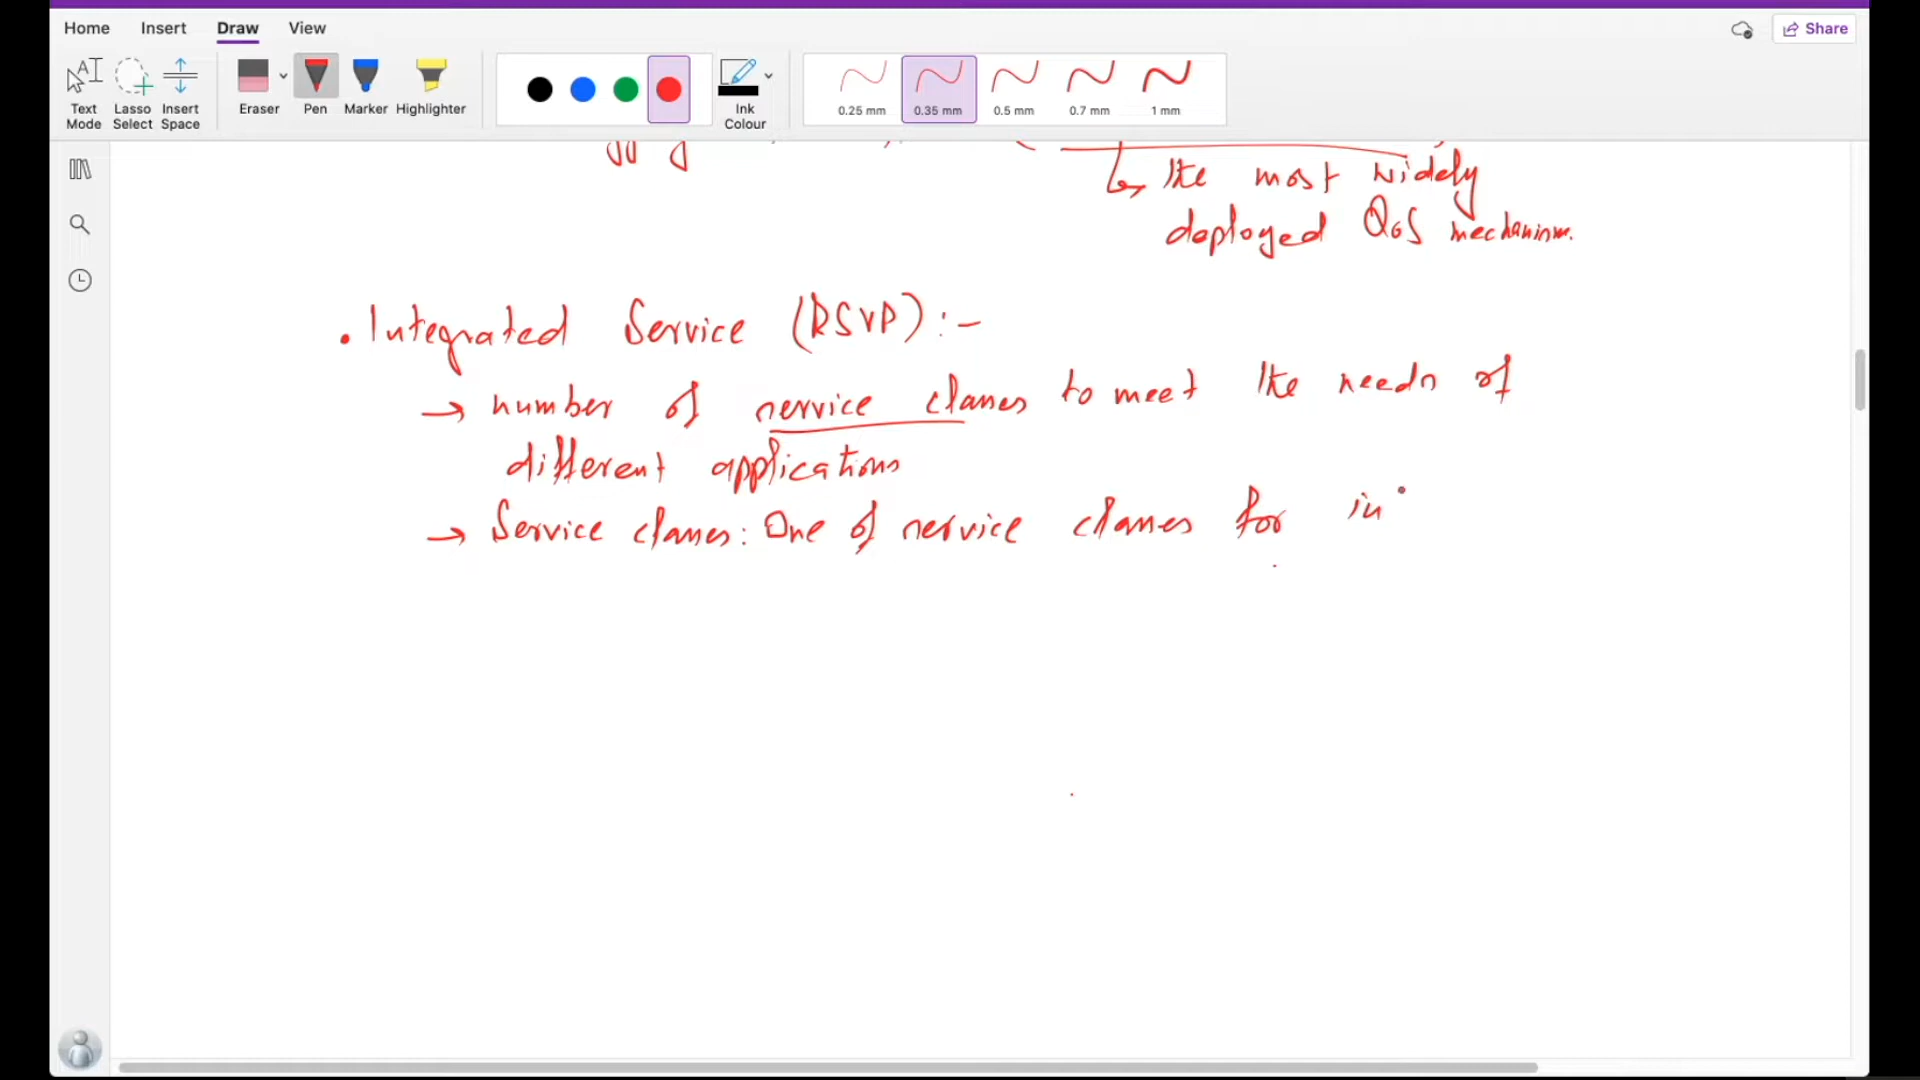 Home Insert Draw View
Share
Text Mode
Lasso Select
Insert Space
Eraser
Pen
Marker
Highlighter
Ink Colour
0.25 mm
0.35 mm
0.5 mm
0.7 mm
1 mm
↳ the most widely
deployed QoS mechanism.
. Integrated Service (RSVP) :-
→ number of service classes to meet the needs of
different applications
→ Service classes: One of service classes for in